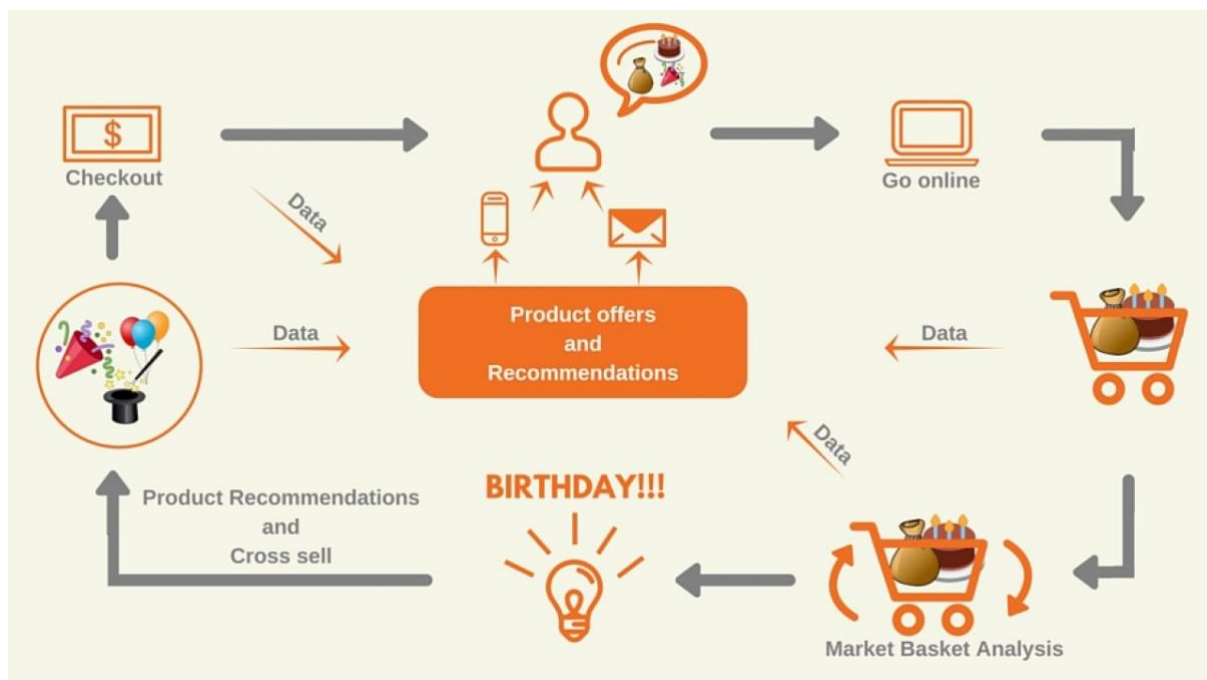 $
Checkout
Go online
Data
Data
Data
Product offers
and
Recommendations
Data
BIRTHDAY!!!
Product Recommendations
and
Cross sell
Market Basket Analysis